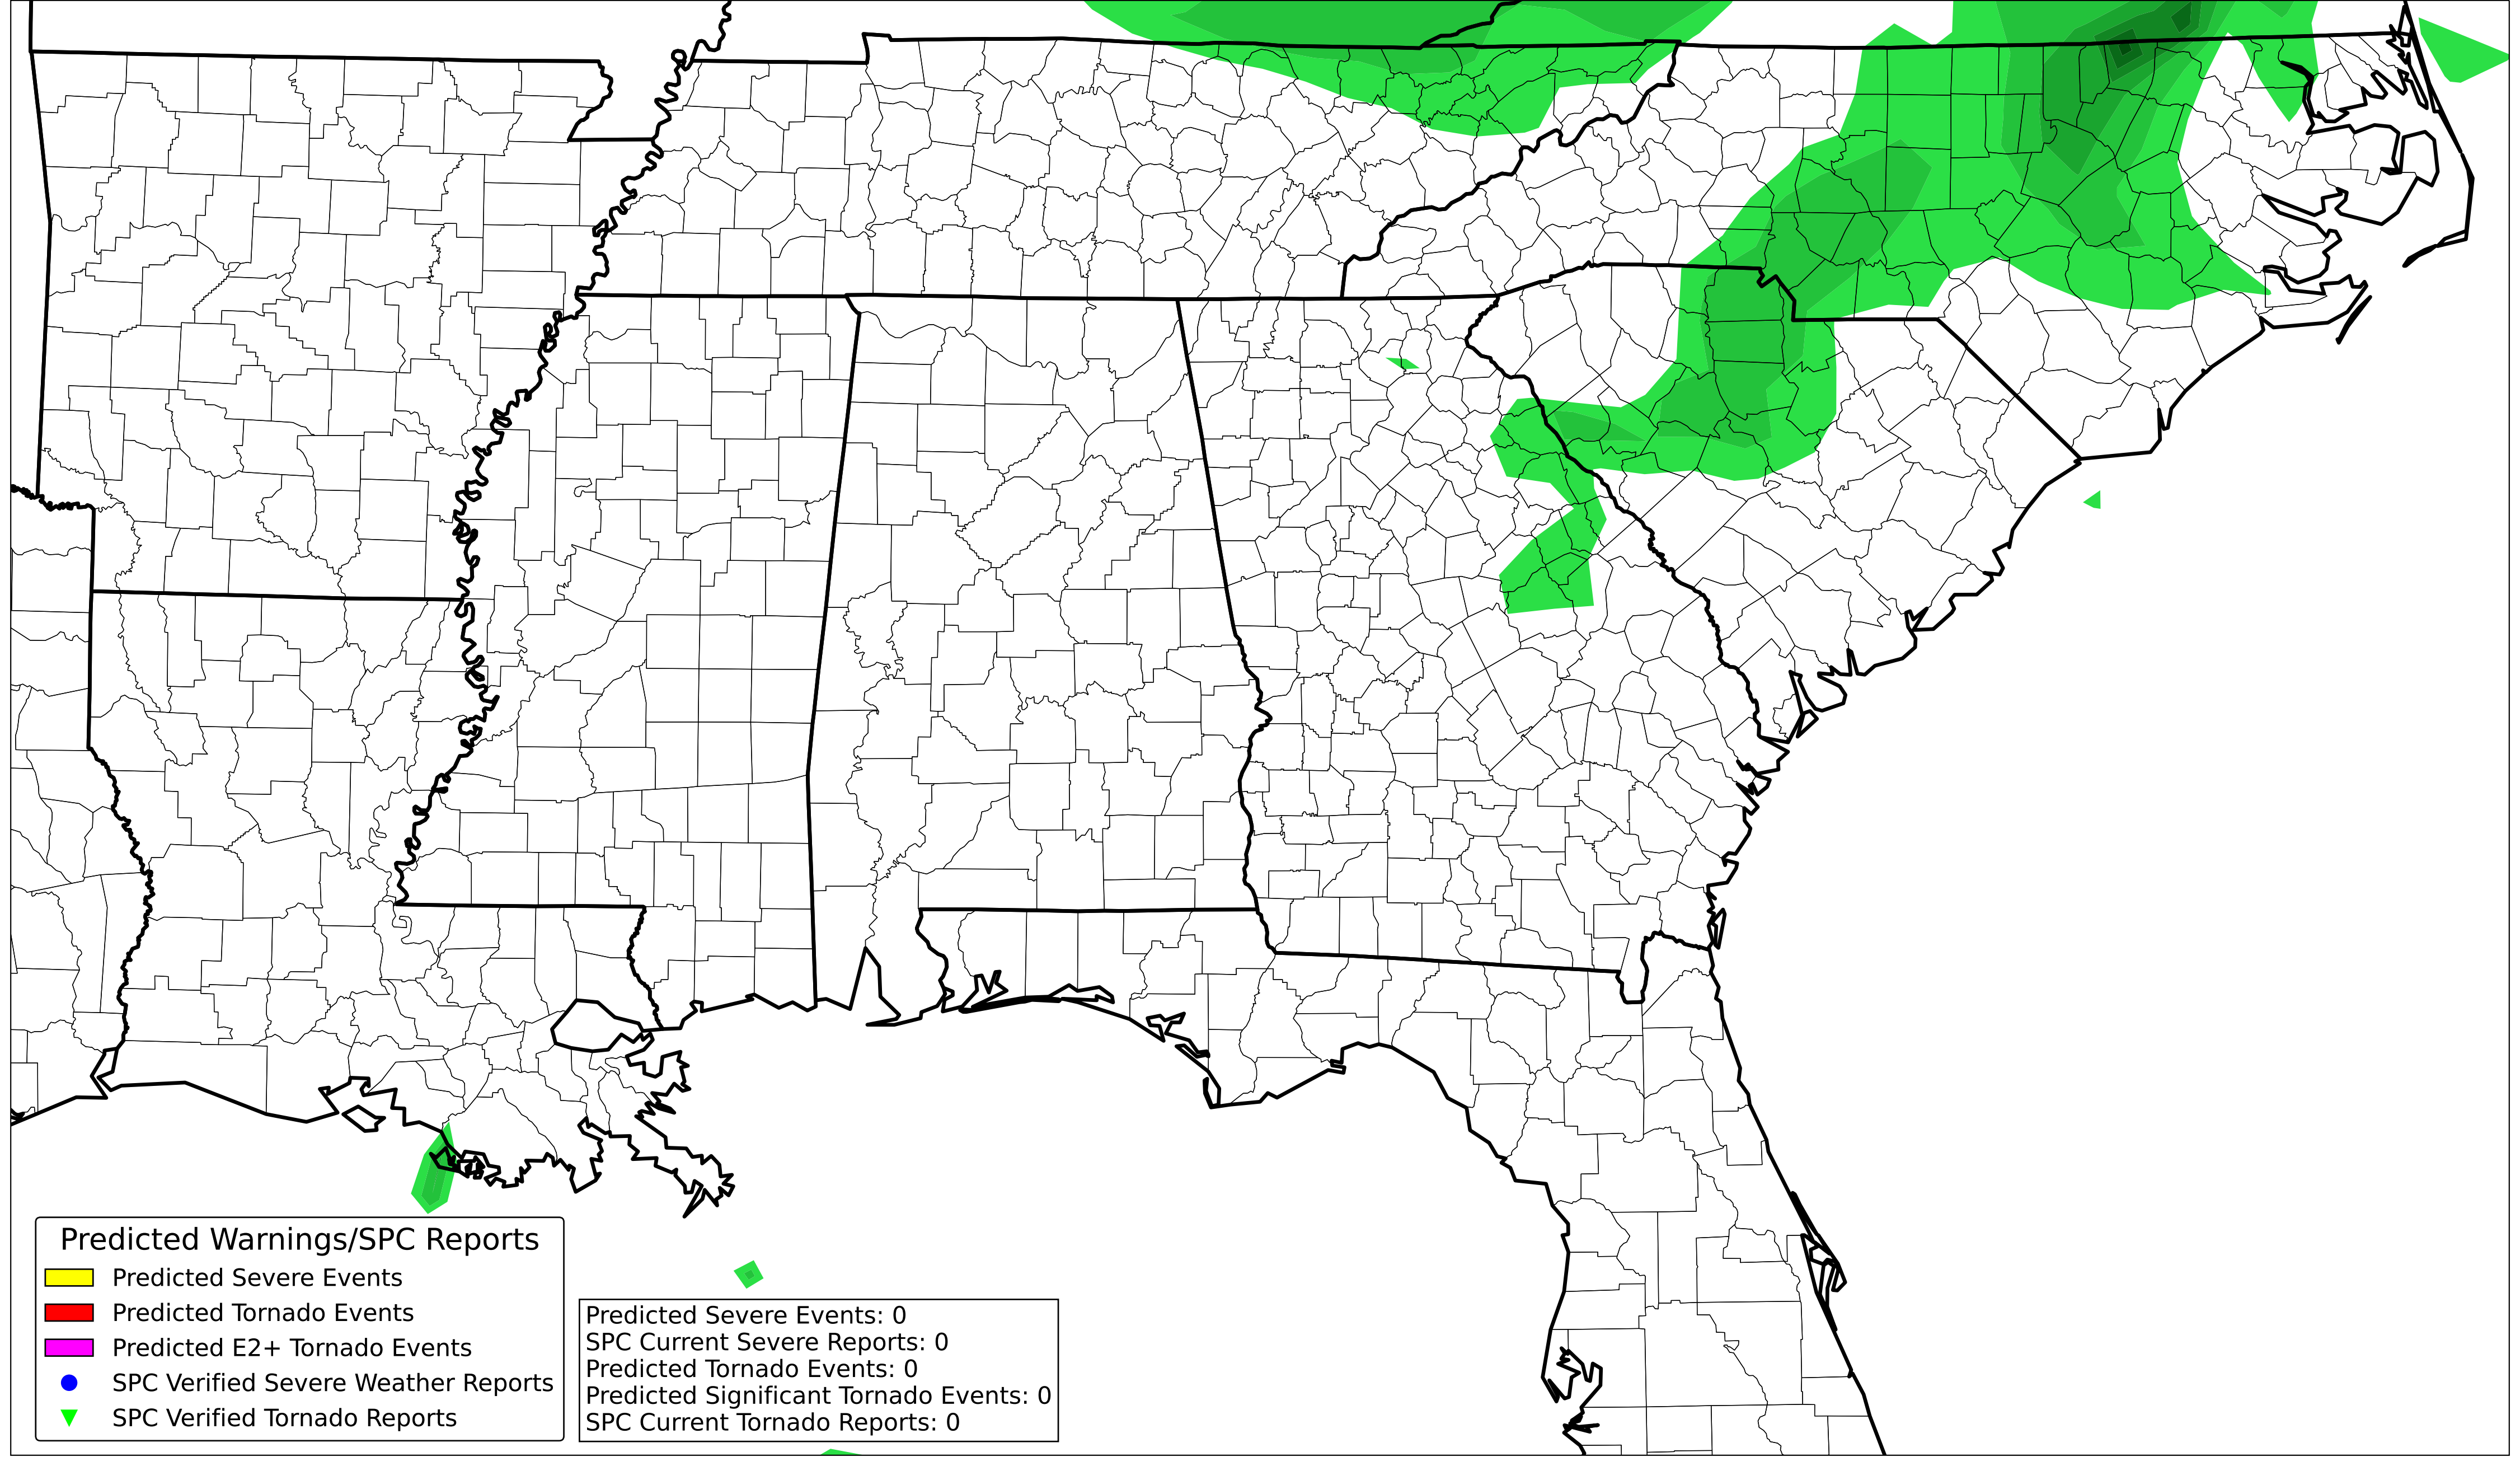 Predicted Warnings/SPC Reports
Predicted Severe Events
Predicted Tornado Events
Predicted E2+ Tornado Events
SPC Verified Severe Weather Reports
SPC Verified Tornado Reports
Predicted Severe Events: 0
SPC Current Severe Reports: 0
Predicted Tornado Events: 0
Predicted Significant Tornado Events: 0
SPC Current Tornado Reports: 0